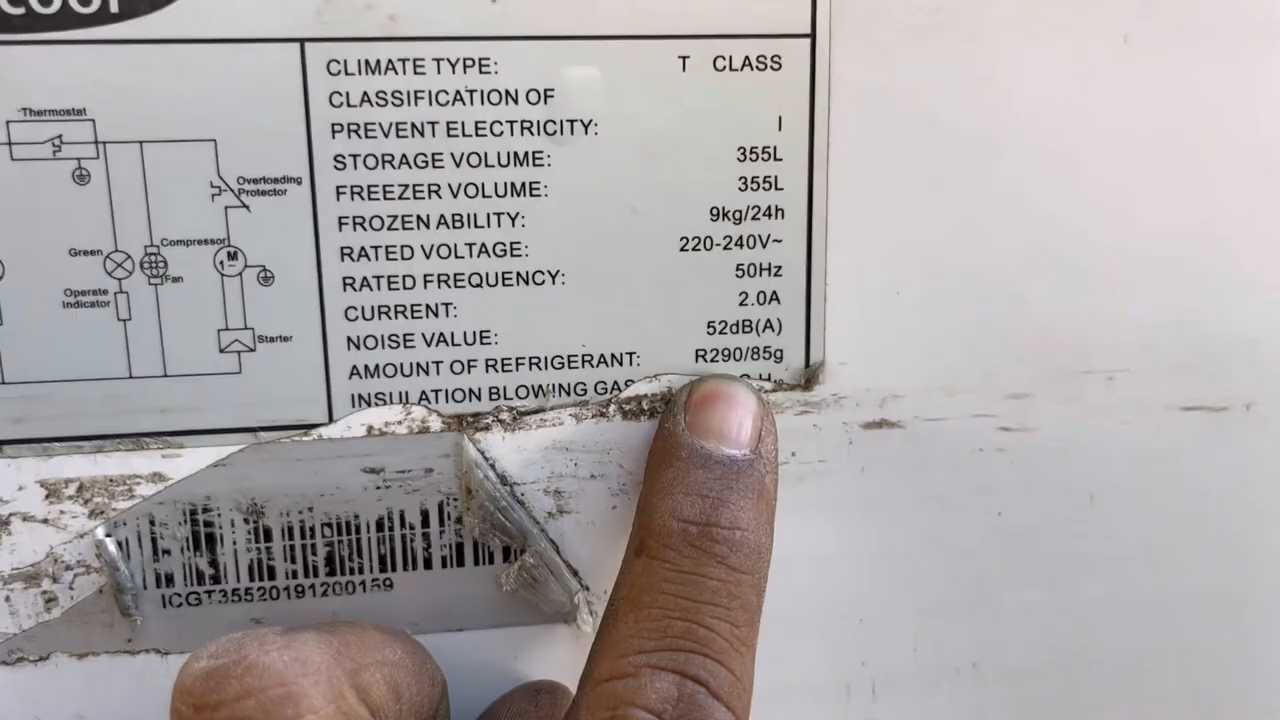 Thermostat
Overloading
Protector
Compressor
M
1~
Green
Fan
Operate
Indicator
Starter
CLIMATE TYPE: T CLASS
CLASSIFICATION OF
PREVENT ELECTRICITY: I
STORAGE VOLUME: 355L
FREEZER VOLUME: 355L
FROZEN ABILITY: 9kg/24h
RATED VOLTAGE: 220-240V~
RATED FREQUENCY: 50Hz
CURRENT: 2.0A
NOISE VALUE: 52dB(A)
AMOUNT OF REFRIGERANT: R290/85g
INSULATION BLOWING GAS
ICGT35520191200159